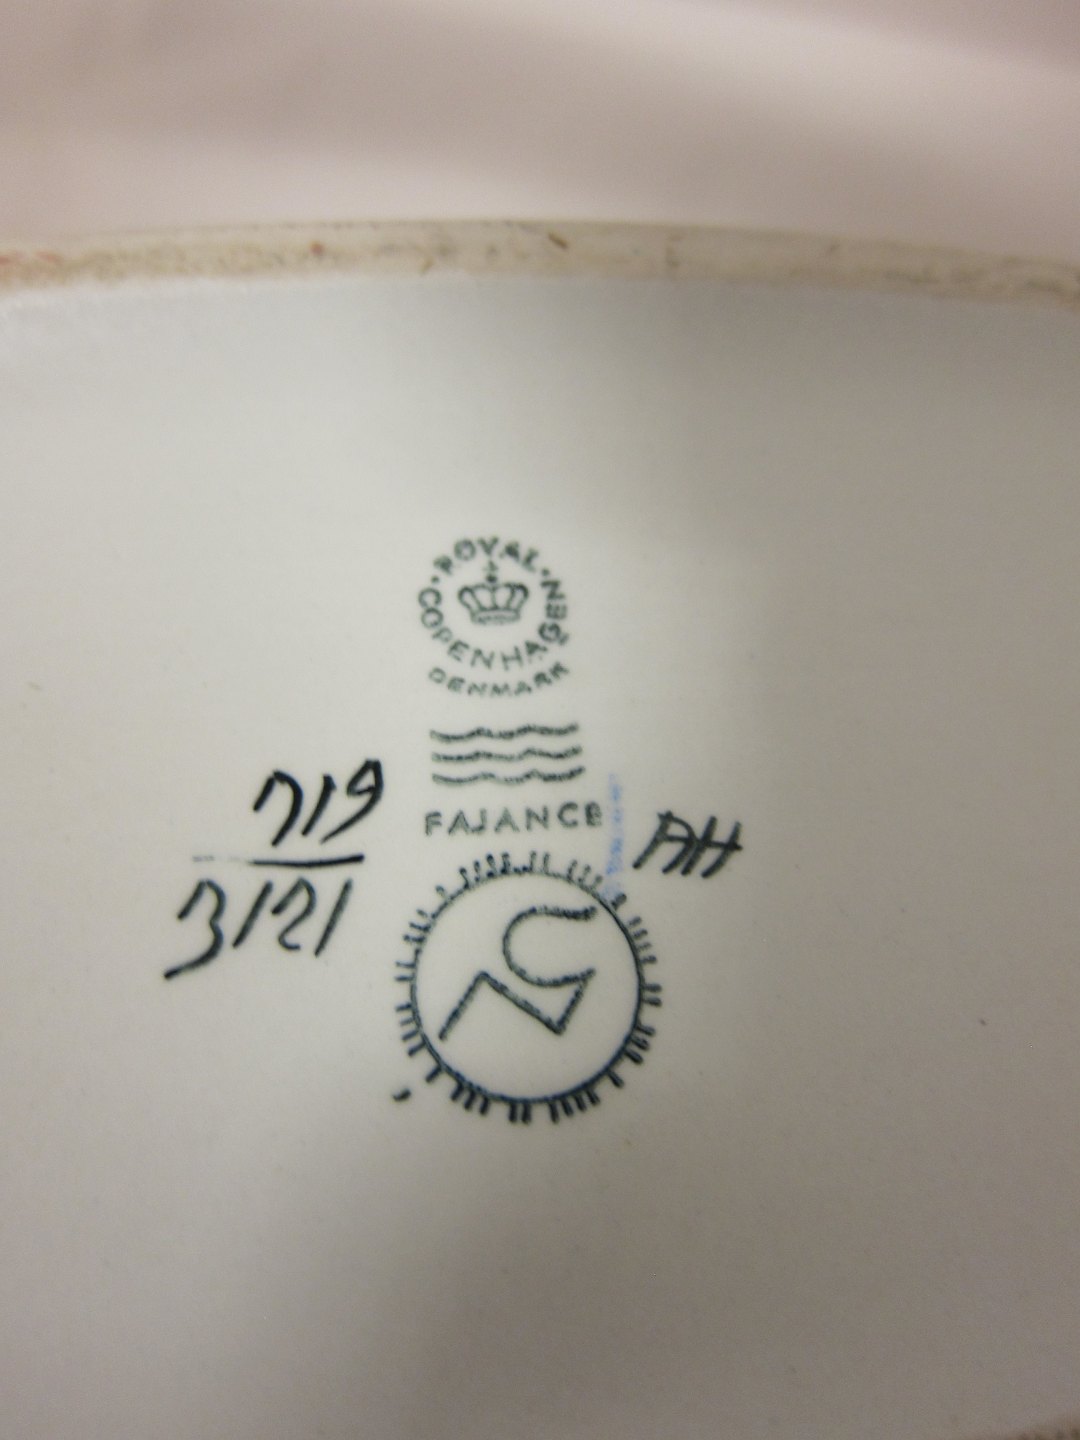 ROYAL
COPENHAGEN
DENMARK
FAJANCE
719
3121
AH